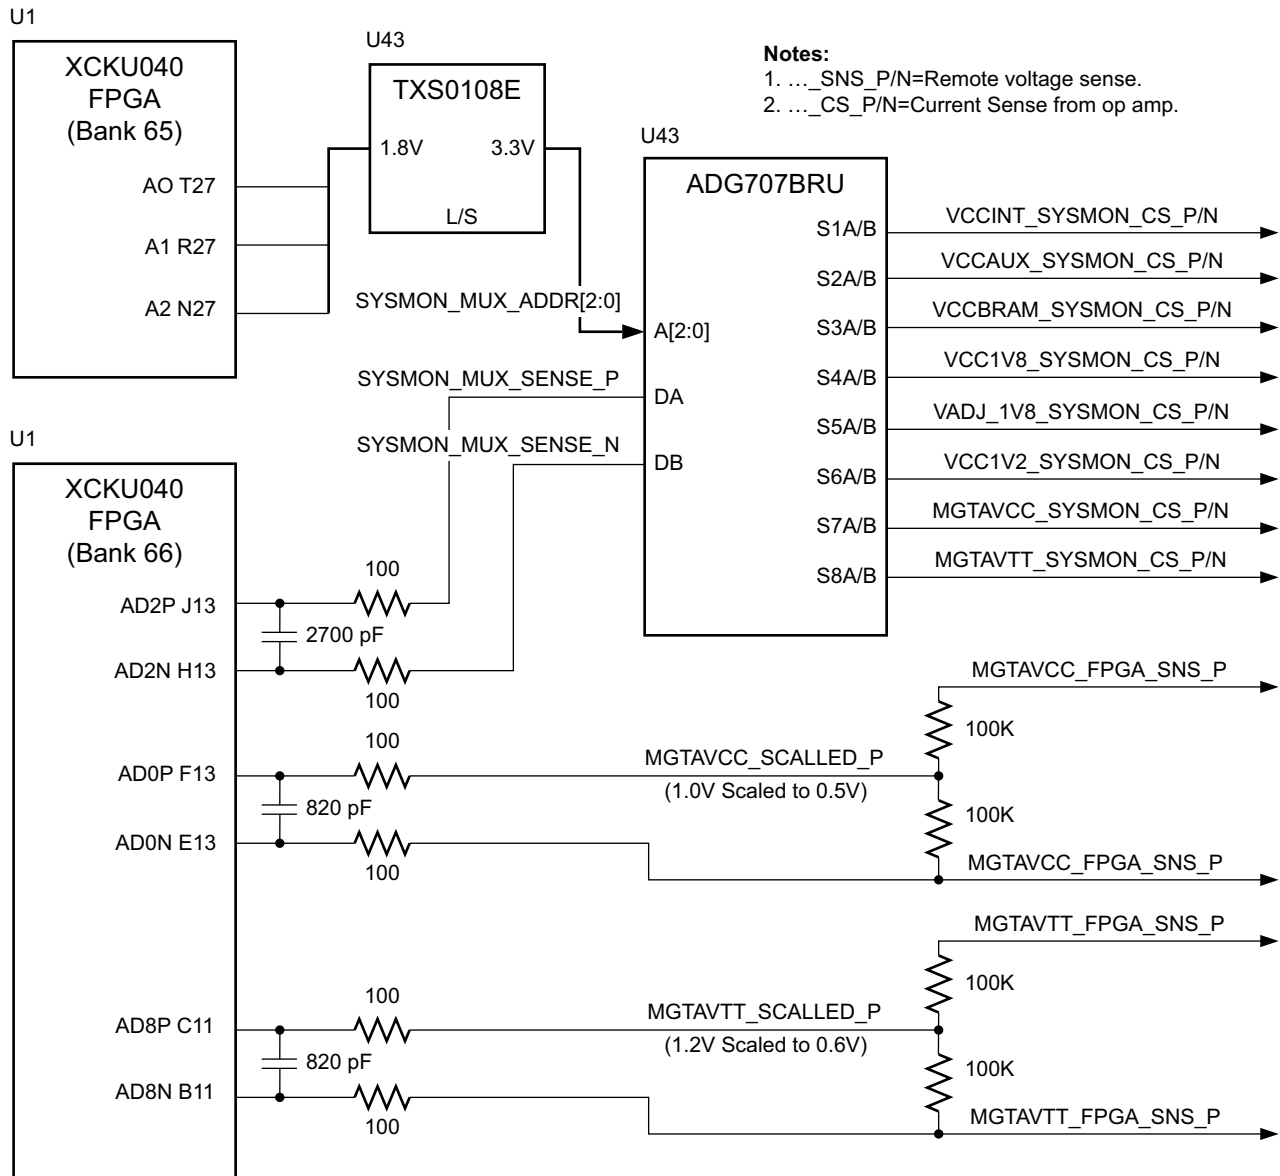 U1
XCKU040
FPGA
(Bank 65)
AO T27
A1 R27
A2 N27
U43
TXS0108E
1.8V
3.3V
L/S
Notes:
1. …_SNS_P/N=Remote voltage sense.
2. …_CS_P/N=Current Sense from op amp.
U43
ADG707BRU
SYSMON_MUX_ADDR[2:0]
A[2:0]
SYSMON_MUX_SENSE_P
DA
SYSMON_MUX_SENSE_N
DB
S1A/B
VCCINT_SYSMON_CS_P/N
S2A/B
VCCAUX_SYSMON_CS_P/N
S3A/B
VCCBRAM_SYSMON_CS_P/N
S4A/B
VCC1V8_SYSMON_CS_P/N
S5A/B
VADJ_1V8_SYSMON_CS_P/N
S6A/B
VCC1V2_SYSMON_CS_P/N
S7A/B
MGTAVCC_SYSMON_CS_P/N
S8A/B
MGTAVTT_SYSMON_CS_P/N
U1
XCKU040
FPGA
(Bank 66)
AD2P J13
100
2700 pF
AD2N H13
100
AD0P F13
100
820 pF
AD0N E13
100
MGTAVCC_SCALLED_P
(1.0V Scaled to 0.5V)
MGTAVCC_FPGA_SNS_P
100K
100K
MGTAVCC_FPGA_SNS_P
AD8P C11
100
820 pF
AD8N B11
100
MGTAVTT_SCALLED_P
(1.2V Scaled to 0.6V)
MGTAVTT_FPGA_SNS_P
100K
100K
MGTAVTT_FPGA_SNS_P